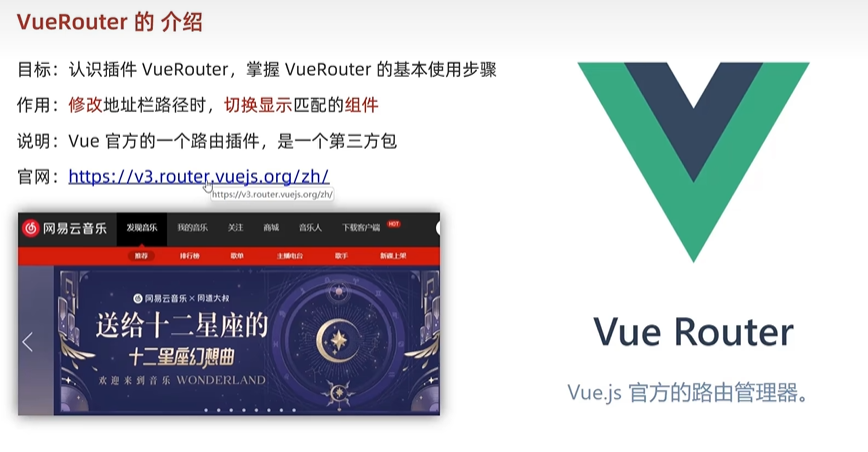 VueRouter 的 介绍
目标：认识插件 VueRouter，掌握 VueRouter 的基本使用步骤
作用：修改地址栏路径时，切换显示匹配的组件
说明：Vue 官方的一个路由插件，是一个第三方包
官网：https://v3.router.vuejs.org/zh/
https://v3.router.vuejs.org/zh/
网易云音乐 发现音乐 我的音乐 关注 商城 音乐人 下载客户端 HOT
推荐 排行榜 歌单 主播电台 歌手 新碟上架
网易云音乐 × 同道大叔
送给十二星座的
十二星座幻想曲
欢迎来到音乐 WONDERLAND
Vue Router
Vue.js 官方的路由管理器。